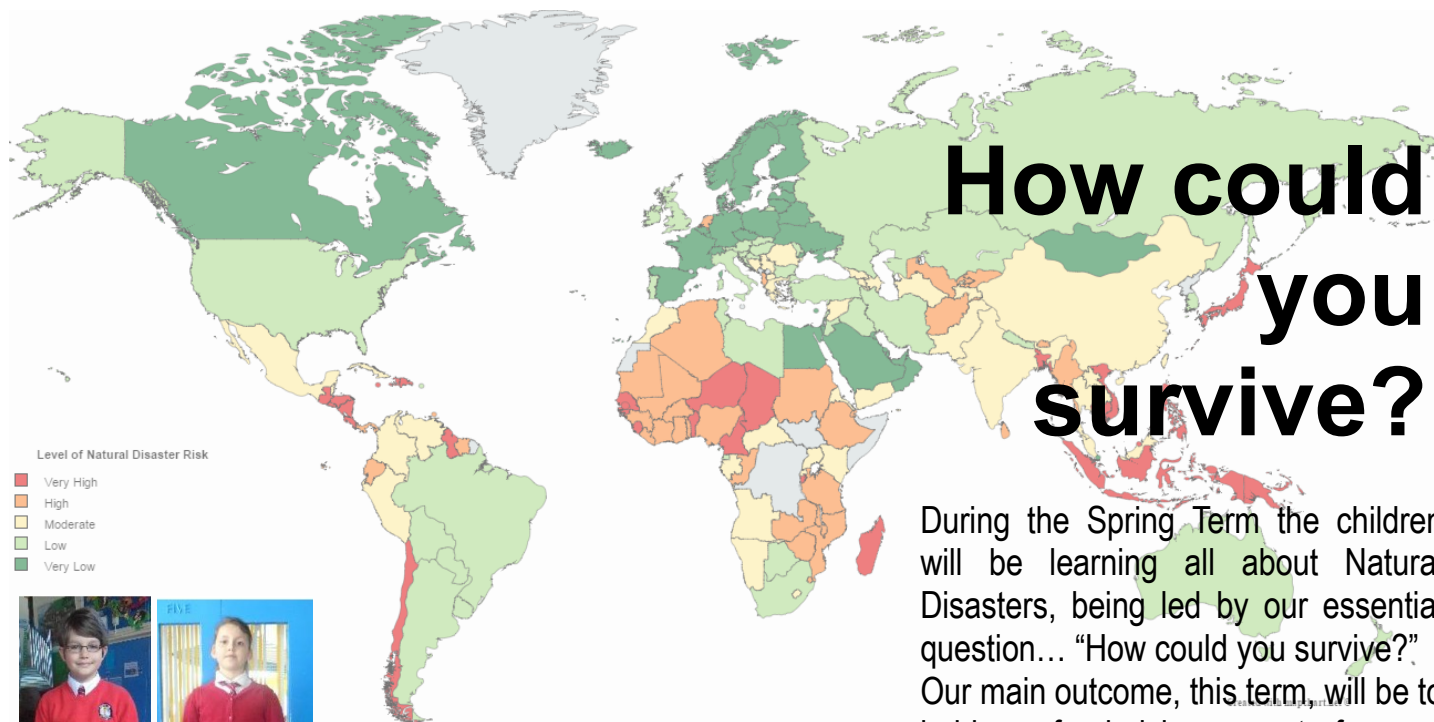 How could
you
survive?
Level of Natural Disaster Risk
Very High
High
Moderate
Low
Very Low
FIVE
During the Spring Term the children
will be learning all about Natural
Disasters, being led by our essential
question… “How could you survive?”
Our main outcome, this term, will be to